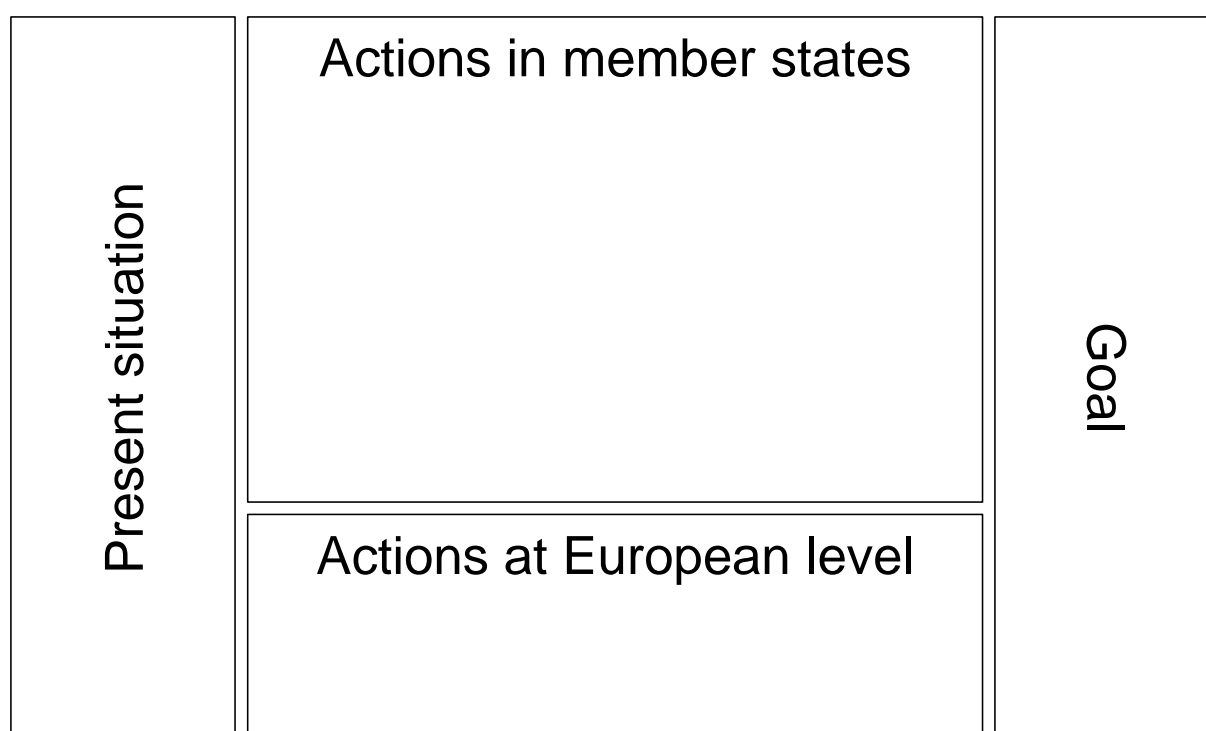 Present situation
Actions in member states
Actions at European level
Goal